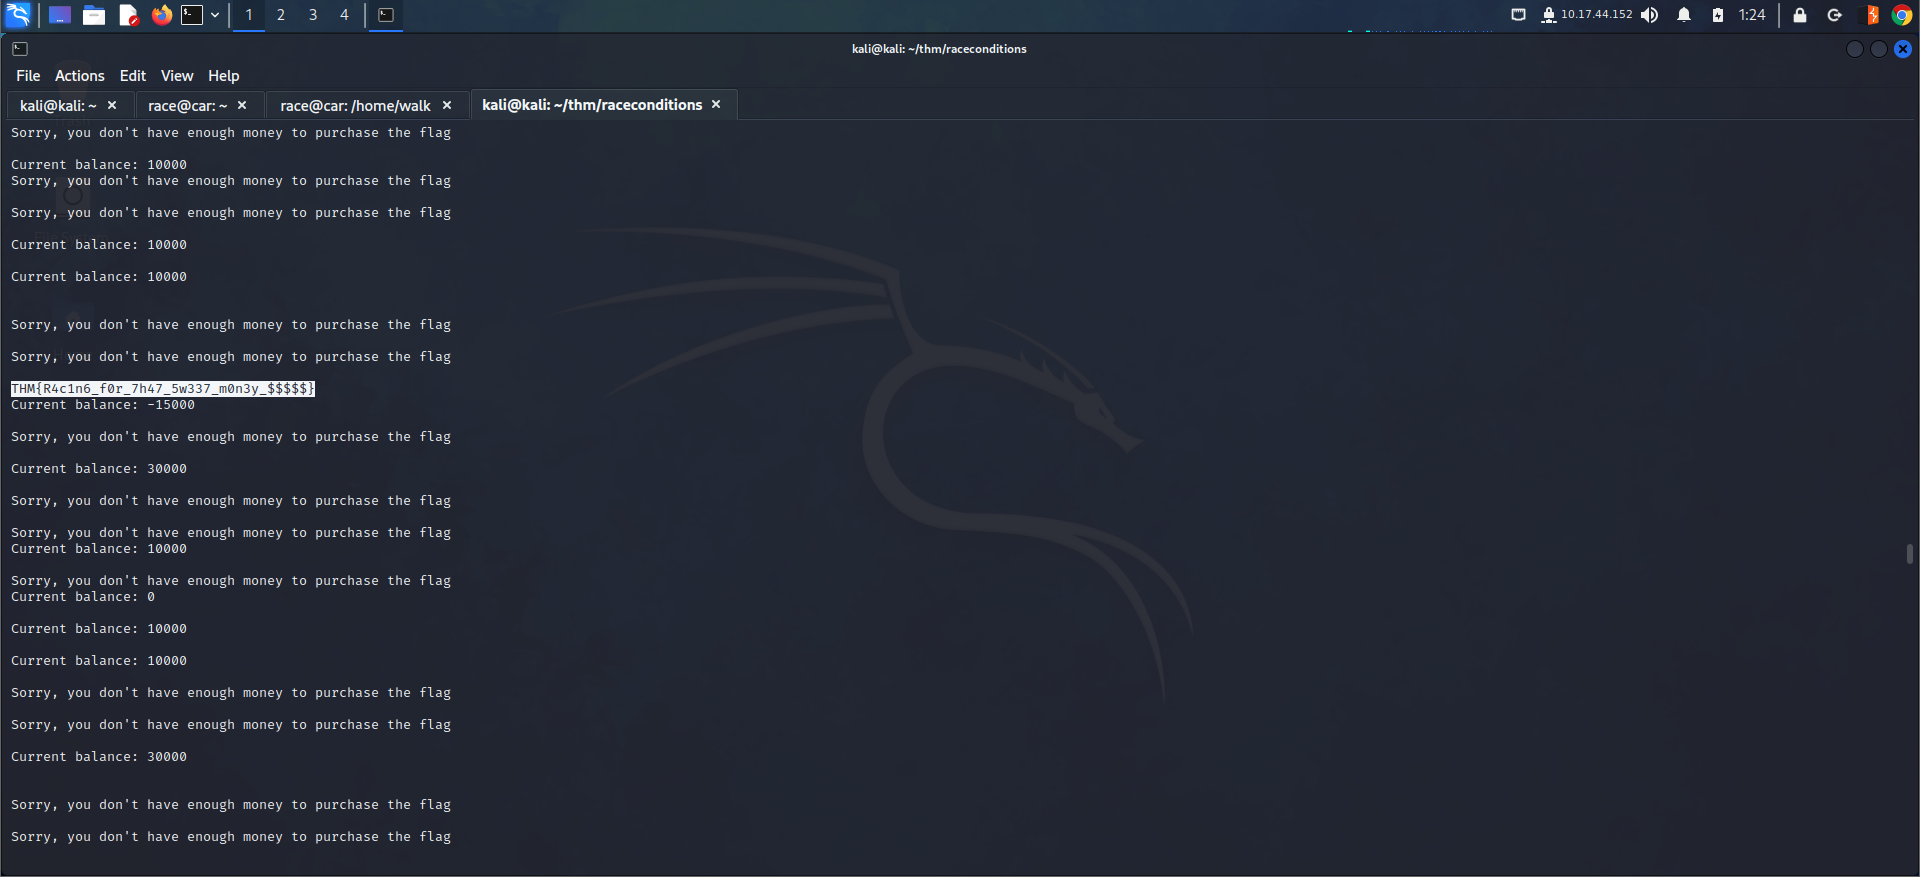 1 2 3 4
10.17.44.152 1:24
kali@kali: ~/thm/raceconditions
File Actions Edit View Help
kali@kali: ~ × race@car: ~ × race@car: /home/walk × kali@kali: ~/thm/raceconditions ×
Sorry, you don't have enough money to purchase the flag
Current balance: 10000
Sorry, you don't have enough money to purchase the flag
Sorry, you don't have enough money to purchase the flag
Current balance: 10000
Current balance: 10000
Sorry, you don't have enough money to purchase the flag
Sorry, you don't have enough money to purchase the flag
THM{R4c1n6_f0r_7h47_5w337_m0n3y_$$$$$}
Current balance: -15000
Sorry, you don't have enough money to purchase the flag
Current balance: 30000
Sorry, you don't have enough money to purchase the flag
Sorry, you don't have enough money to purchase the flag
Current balance: 10000
Sorry, you don't have enough money to purchase the flag
Current balance: 0
Current balance: 10000
Current balance: 10000
Sorry, you don't have enough money to purchase the flag
Sorry, you don't have enough money to purchase the flag
Current balance: 30000
Sorry, you don't have enough money to purchase the flag
Sorry, you don't have enough money to purchase the flag